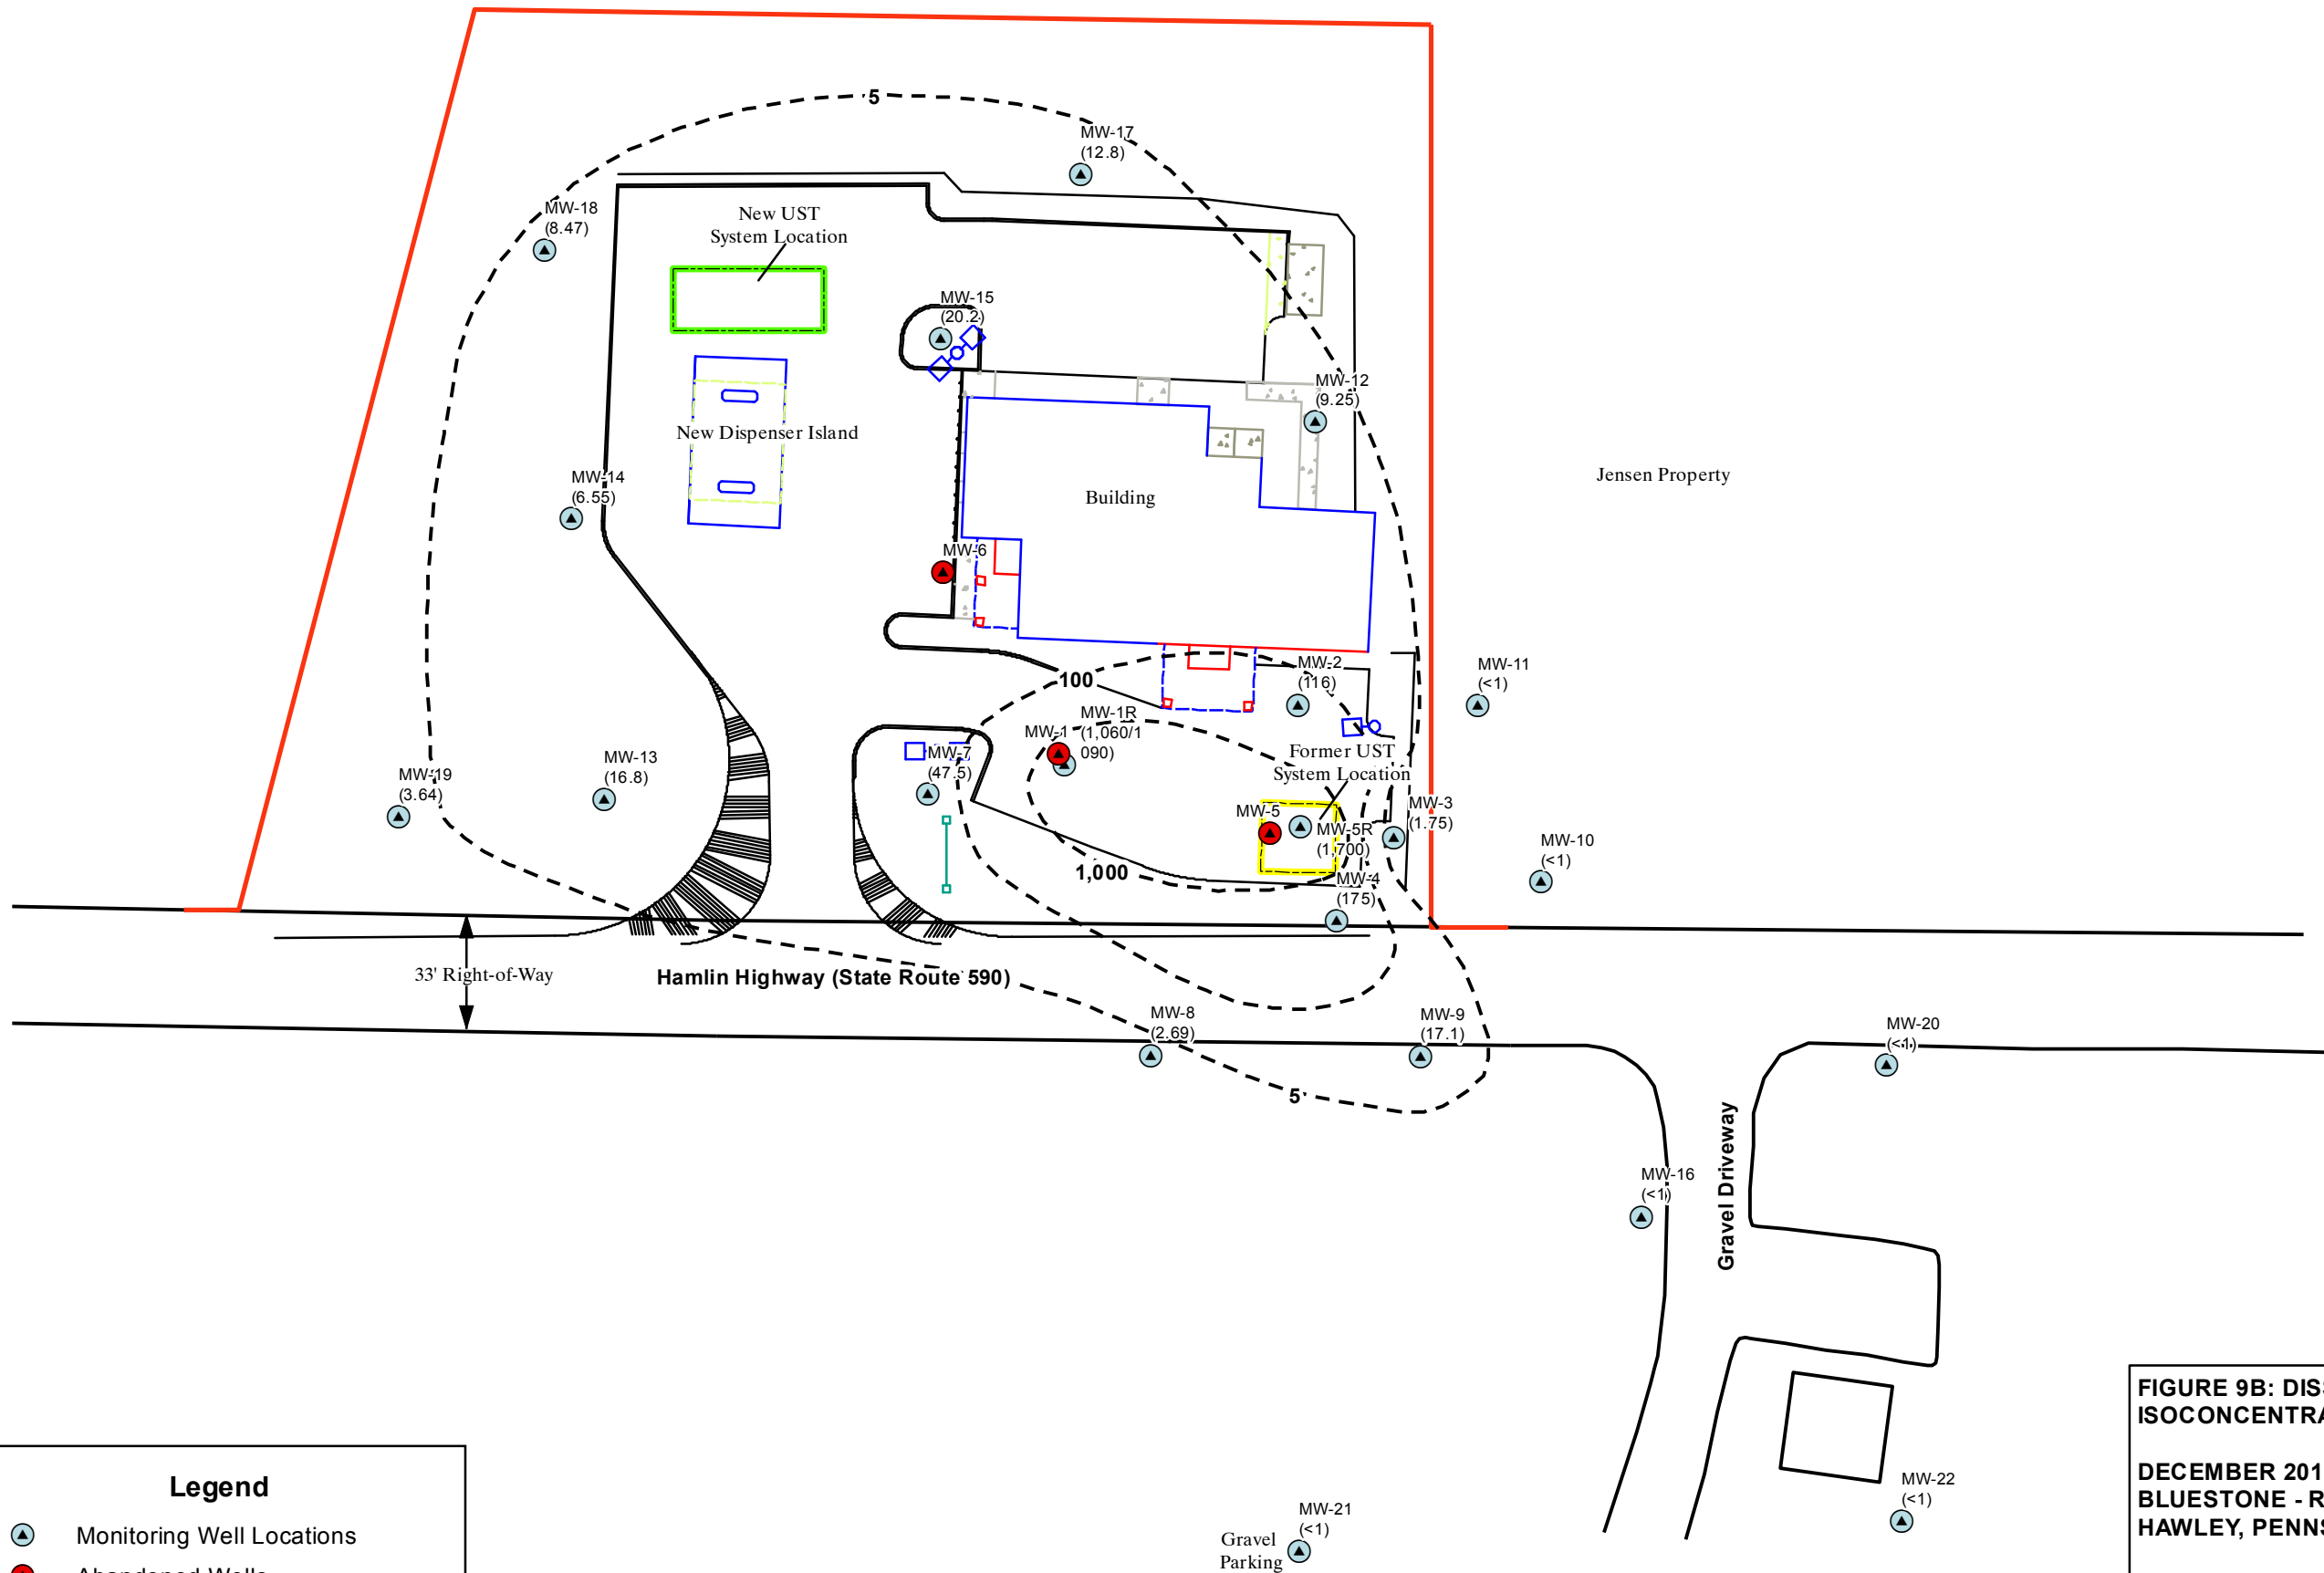 5
MW-17
(12.8)
MW-18
(8.47)
New UST
System Location
MW-15
(20.2)
MW-12
(9.25)
New Dispenser Island
MW-14
(6.55)
Building
Jensen Property
MW-6
MW-2
(116)
MW-11
(<1)
100
MW-1R
(1,060/1
090)
MW-1
MW-7
(47.5)
Former UST
System Location
MW-13
(16.8)
MW-19
(3.64)
MW-5
MW-5R
(1,700)
MW-3
(1.75)
MW-10
(<1)
1,000
MW-4
(175)
33' Right-of-Way
Hamlin Highway (State Route 590)
MW-8
(2.69)
MW-9
(17.1)
MW-20
(<1)
5
MW-16
(<1)
Gravel Driveway
MW-22
(<1)
MW-21
(<1)
Gravel
Parking
Legend
Monitoring Well Locations
Abandoned Wells
FIGURE 9B: DIS
ISOCONCENTRA
DECEMBER 201
BLUESTONE - R
HAWLEY, PENNS